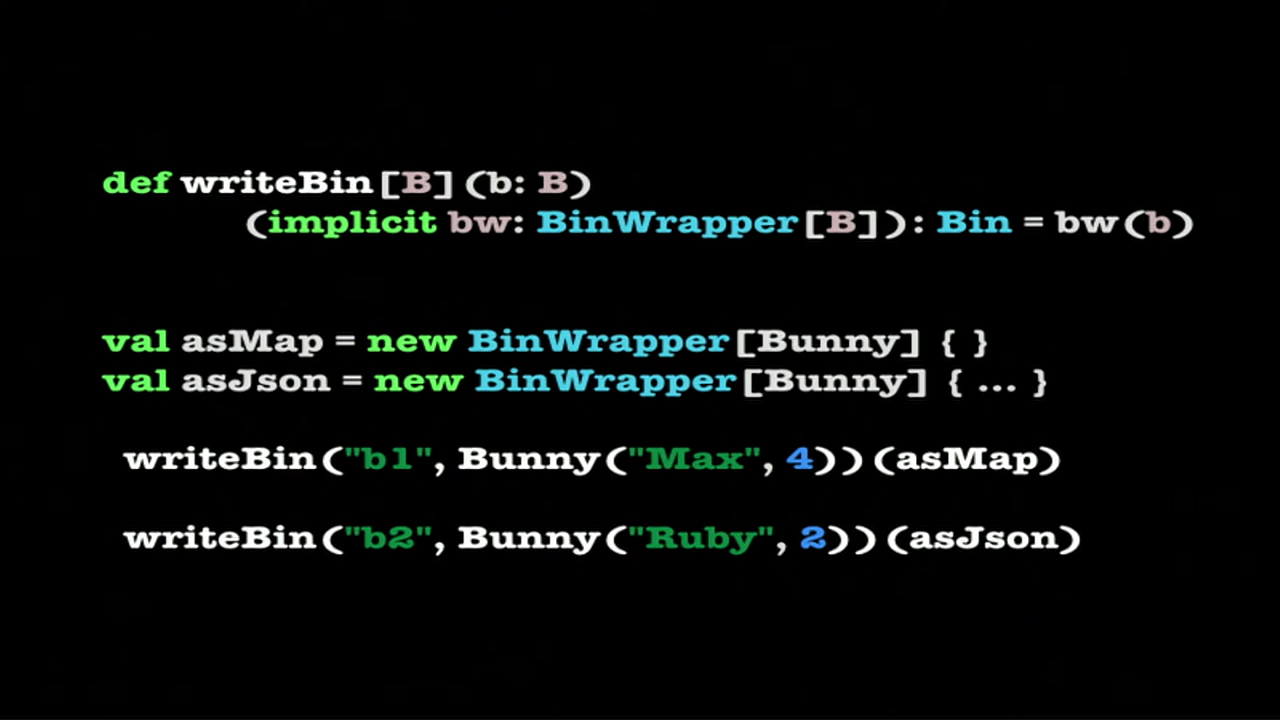 def writeBin[B](b: B)
(implicit bw: BinWrapper[B]): Bin = bw(b)
val asMap = new BinWrapper[Bunny] { }
val asJson = new BinWrapper[Bunny] { ... }
writeBin("b1", Bunny("Max", 4))(asMap)
writeBin("b2", Bunny("Ruby", 2))(asJson)